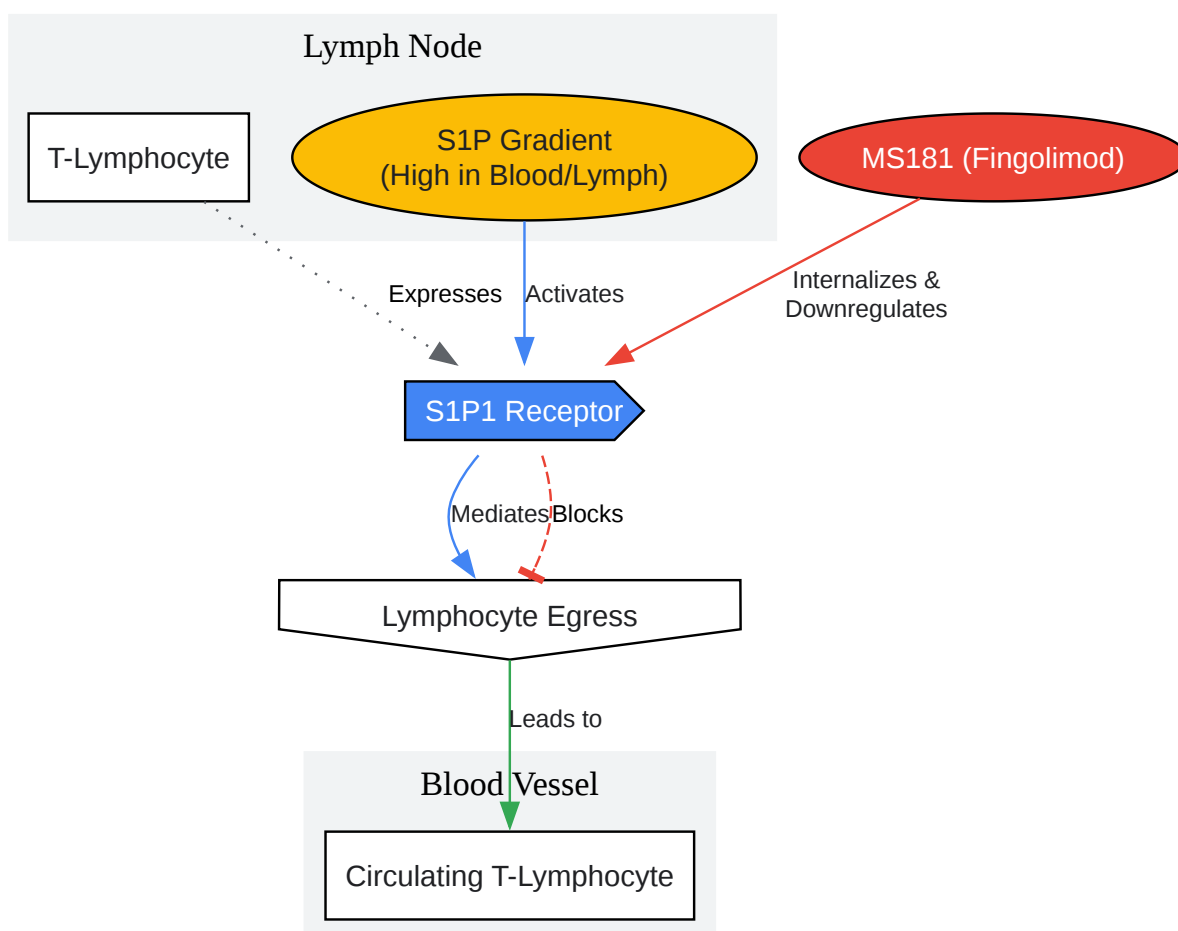 Lymph Node
T-Lymphocyte
S1P Gradient
(High in Blood/Lymph)
MS181 (Fingolimod)
Expresses
Activates
Internalizes &
Downregulates
S1P1 Receptor
Mediates
Blocks
Lymphocyte Egress
Leads to
Blood Vessel
Circulating T-Lymphocyte